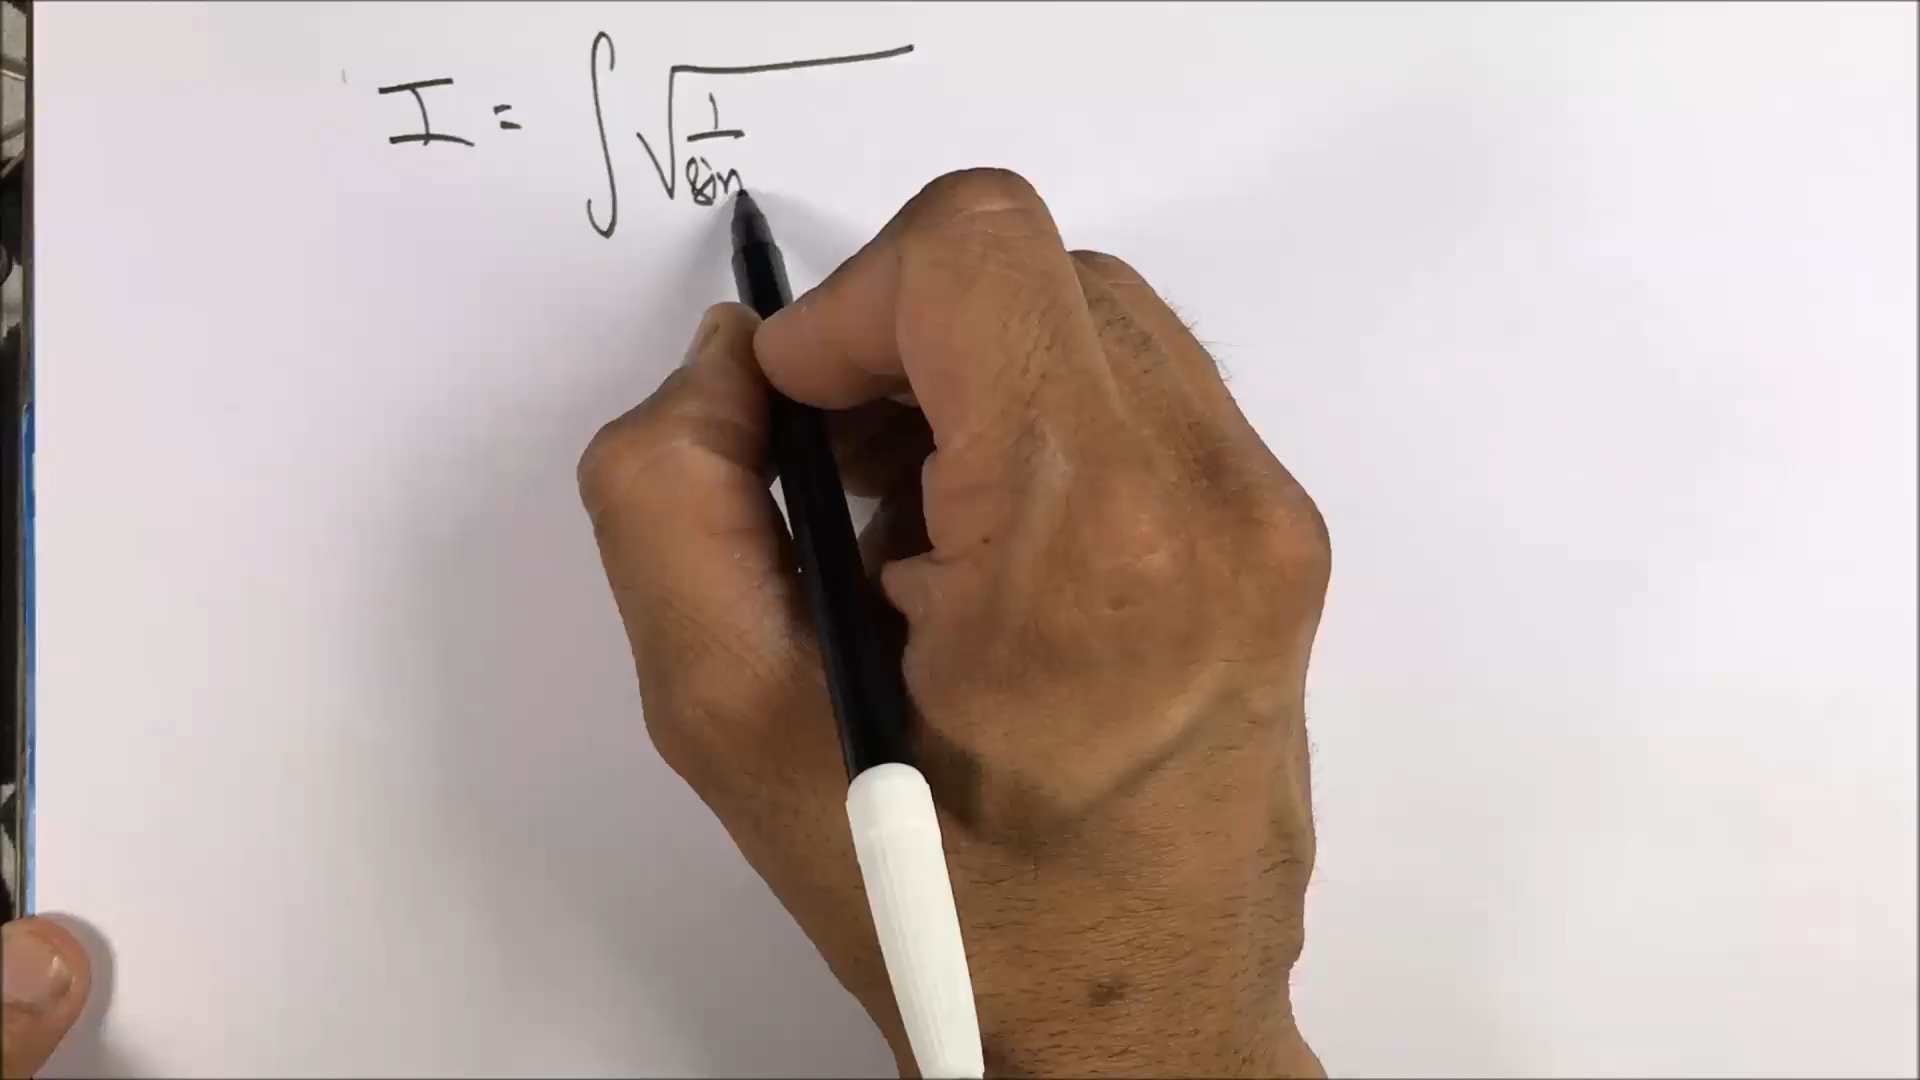 I = ∫ √(1/sin